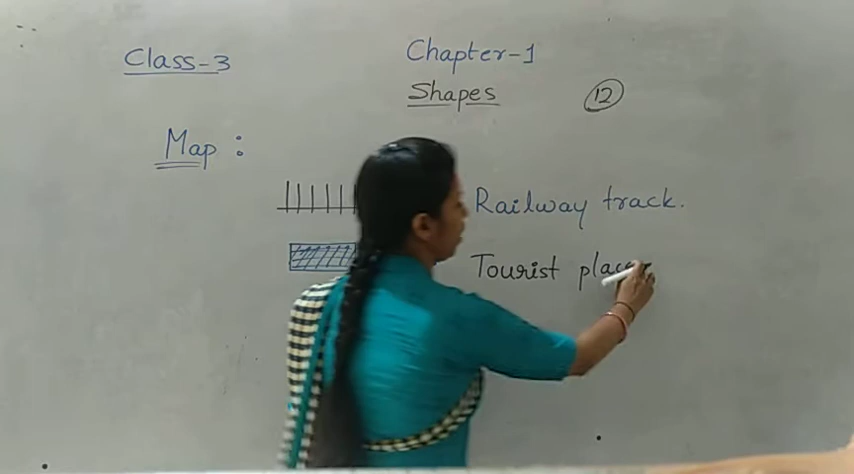 Class-3
Chapter-1
Shapes
12
Map :
Railway track.
Tourist place